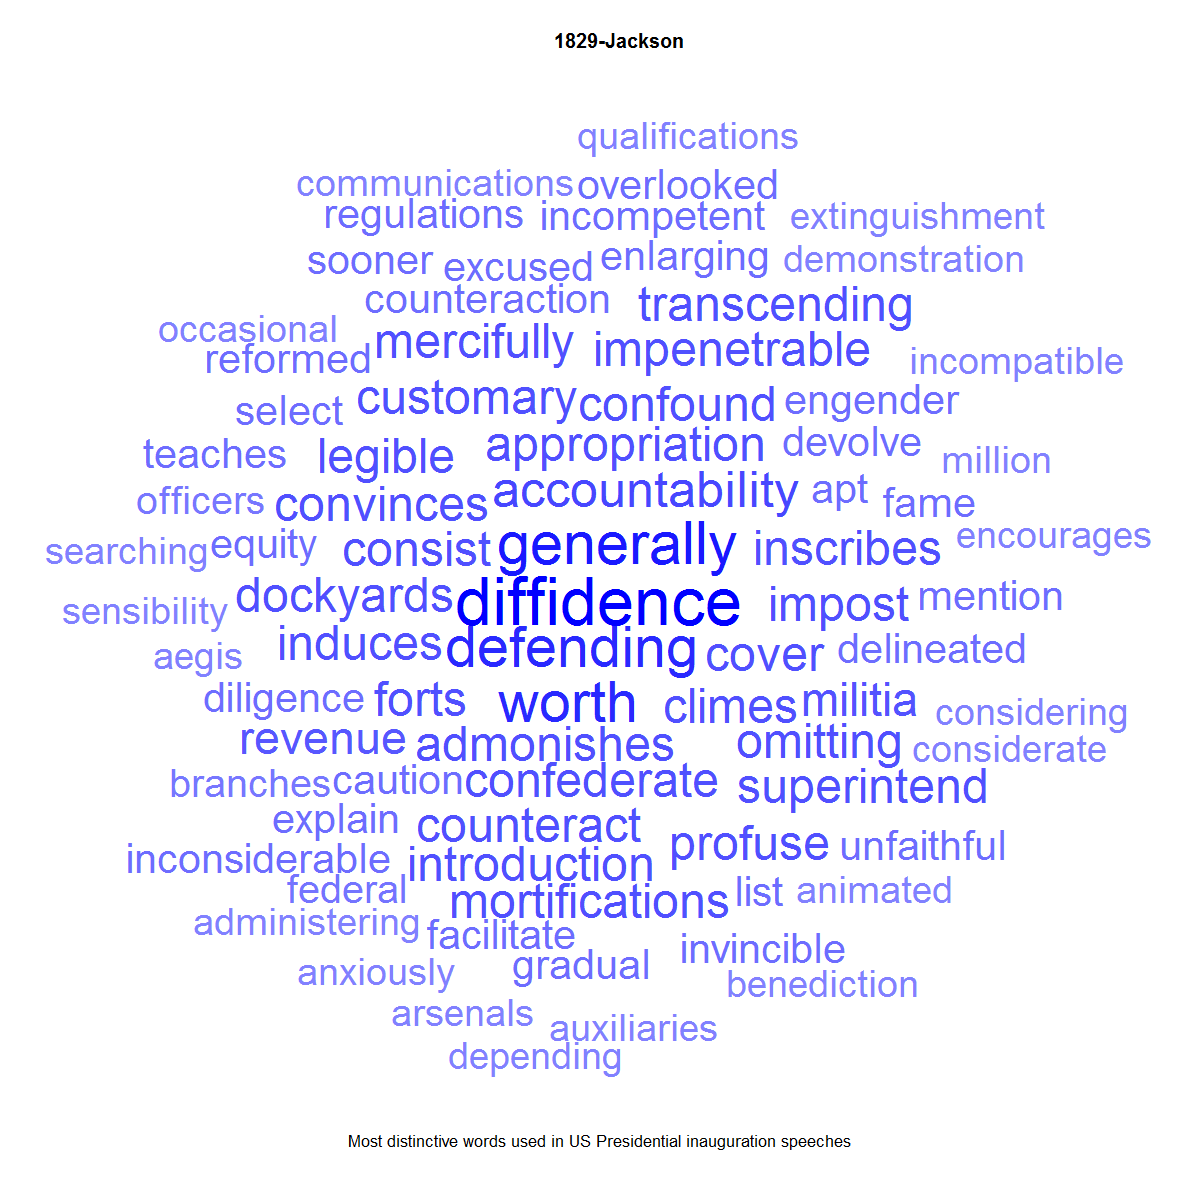 1829-Jackson
qualifications
communications overlooked
regulations incompetent extinguishment
sooner excused enlarging demonstration
counteraction transcending
occasional mercifully impenetrable
reformed incompatible
select customary confound engender
teaches legible appropriation devolve million
officers convinces accountability apt fame
searching equity consist generally inscribes encourages
sensibility dockyards diffidence impost mention
aegis induces defending cover delineated
diligence forts worth climes militia considering
revenue admonishes omitting considerate
branches caution confederate superintend
explain counteract profuse unfaithful
inconsiderable introduction
federal mortifications list animated
administering facilitate invincible
anxiously gradual benediction
arsenals auxiliaries
depending
Most distinctive words used in US Presidential inauguration speeches